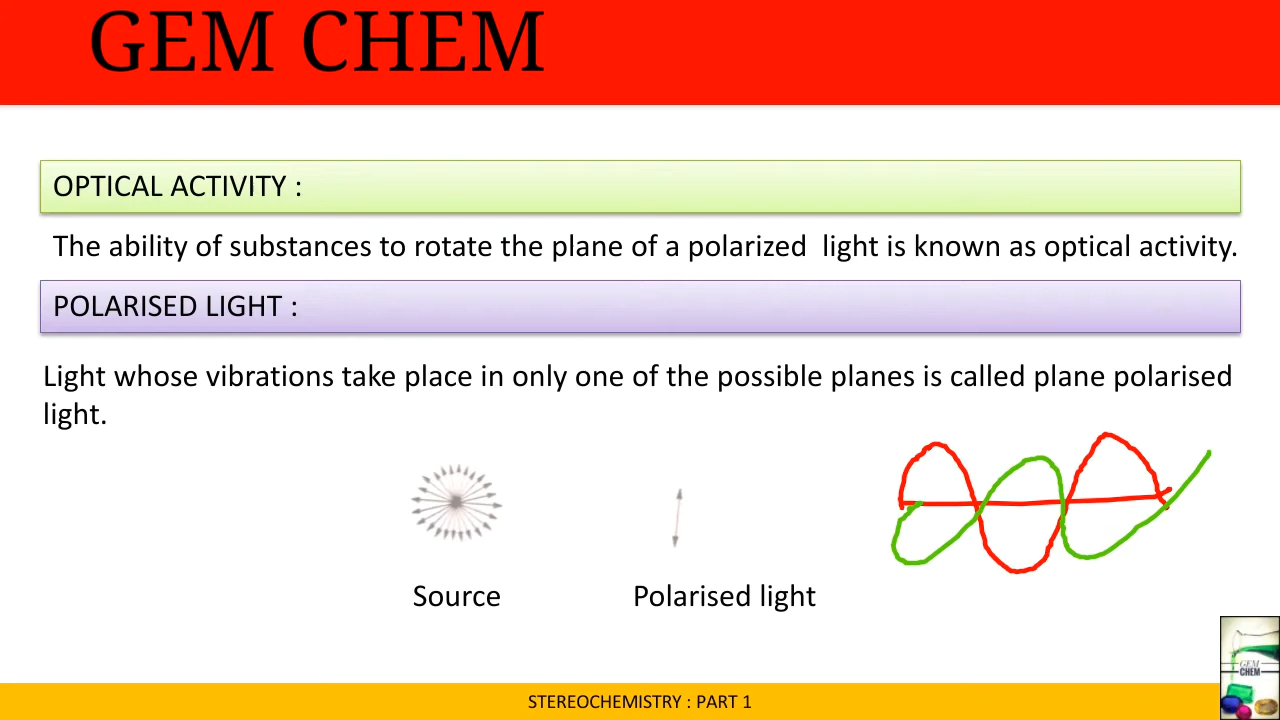 GEM CHEM
OPTICAL ACTIVITY :
The ability of substances to rotate the plane of a polarized  light is known as optical activity.
POLARISED LIGHT :
Light whose vibrations take place in only one of the possible planes is called plane polarised
light.
Source
Polarised light
GEM
CHEM
STEREOCHEMISTRY : PART 1